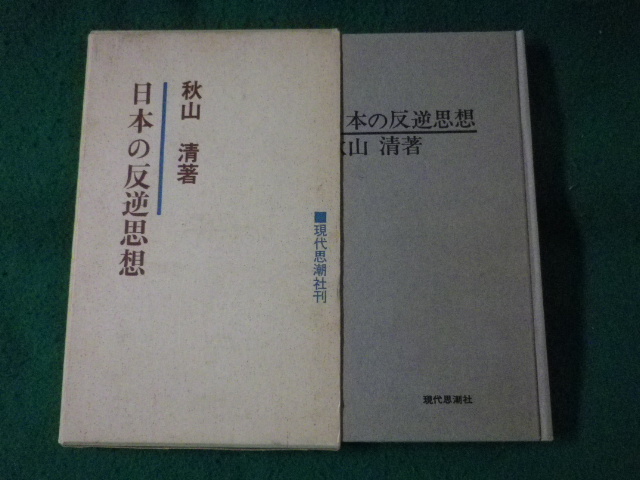 秋山 清著
日本の反逆思想
■現代思潮社刊
本の反逆思想
山 清著
現代思潮社